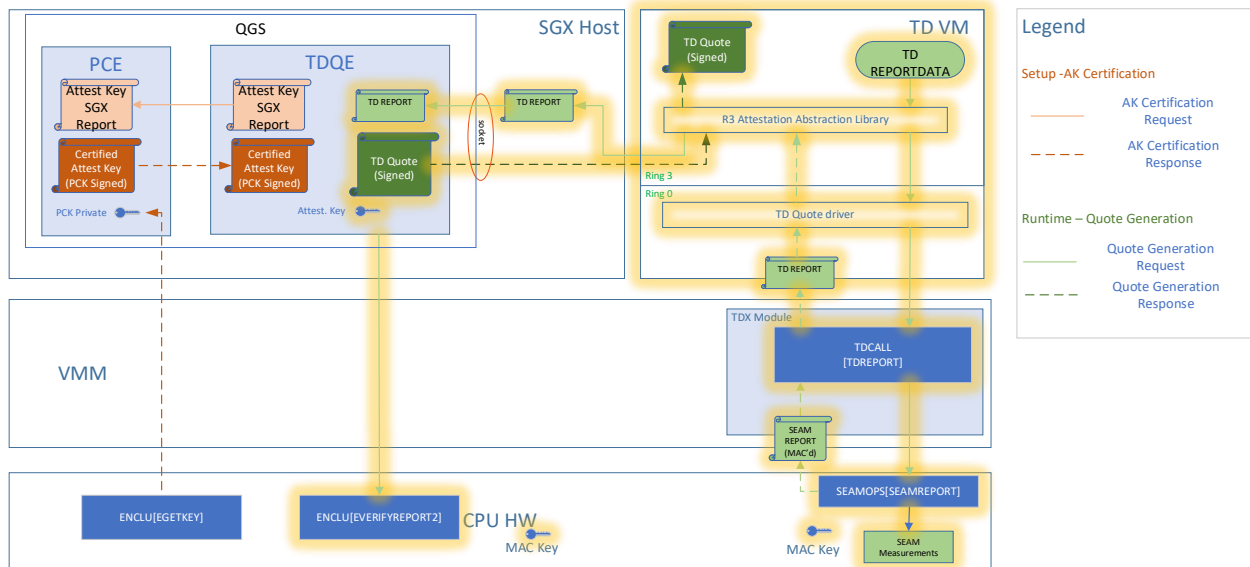 QGS
SGX Host
PCE
Attest Key
SGX
Report
Certified
Attest Key
(PCK Signed)
PCK Private
TDQE
Attest Key
SGX
Report
Certified
Attest Key
(PCK Signed)
TD REPORT
TD Quote
(Signed)
Attest. Key
socket
TD REPORT
TD VM
TD Quote
(Signed)
TD
REPORTDATA
R3 Attestation Abstraction Library
Ring 3
Ring 0
TD Quote driver
TD REPORT
VMM
TDX Module
TDCALL
[TDREPORT]
SEAM
REPORT
(MAC'd)
CPU HW
ENCLU[EGETKEY]
ENCLU[EVERIFYREPORT2]
MAC Key
SEAMOPS[SEAMREPORT]
MAC Key
SEAM
Measurements
Legend
Setup -AK Certification
AK Certification
Request
AK Certification
Response
Runtime – Quote Generation
Quote Generation
Request
Quote Generation
Response